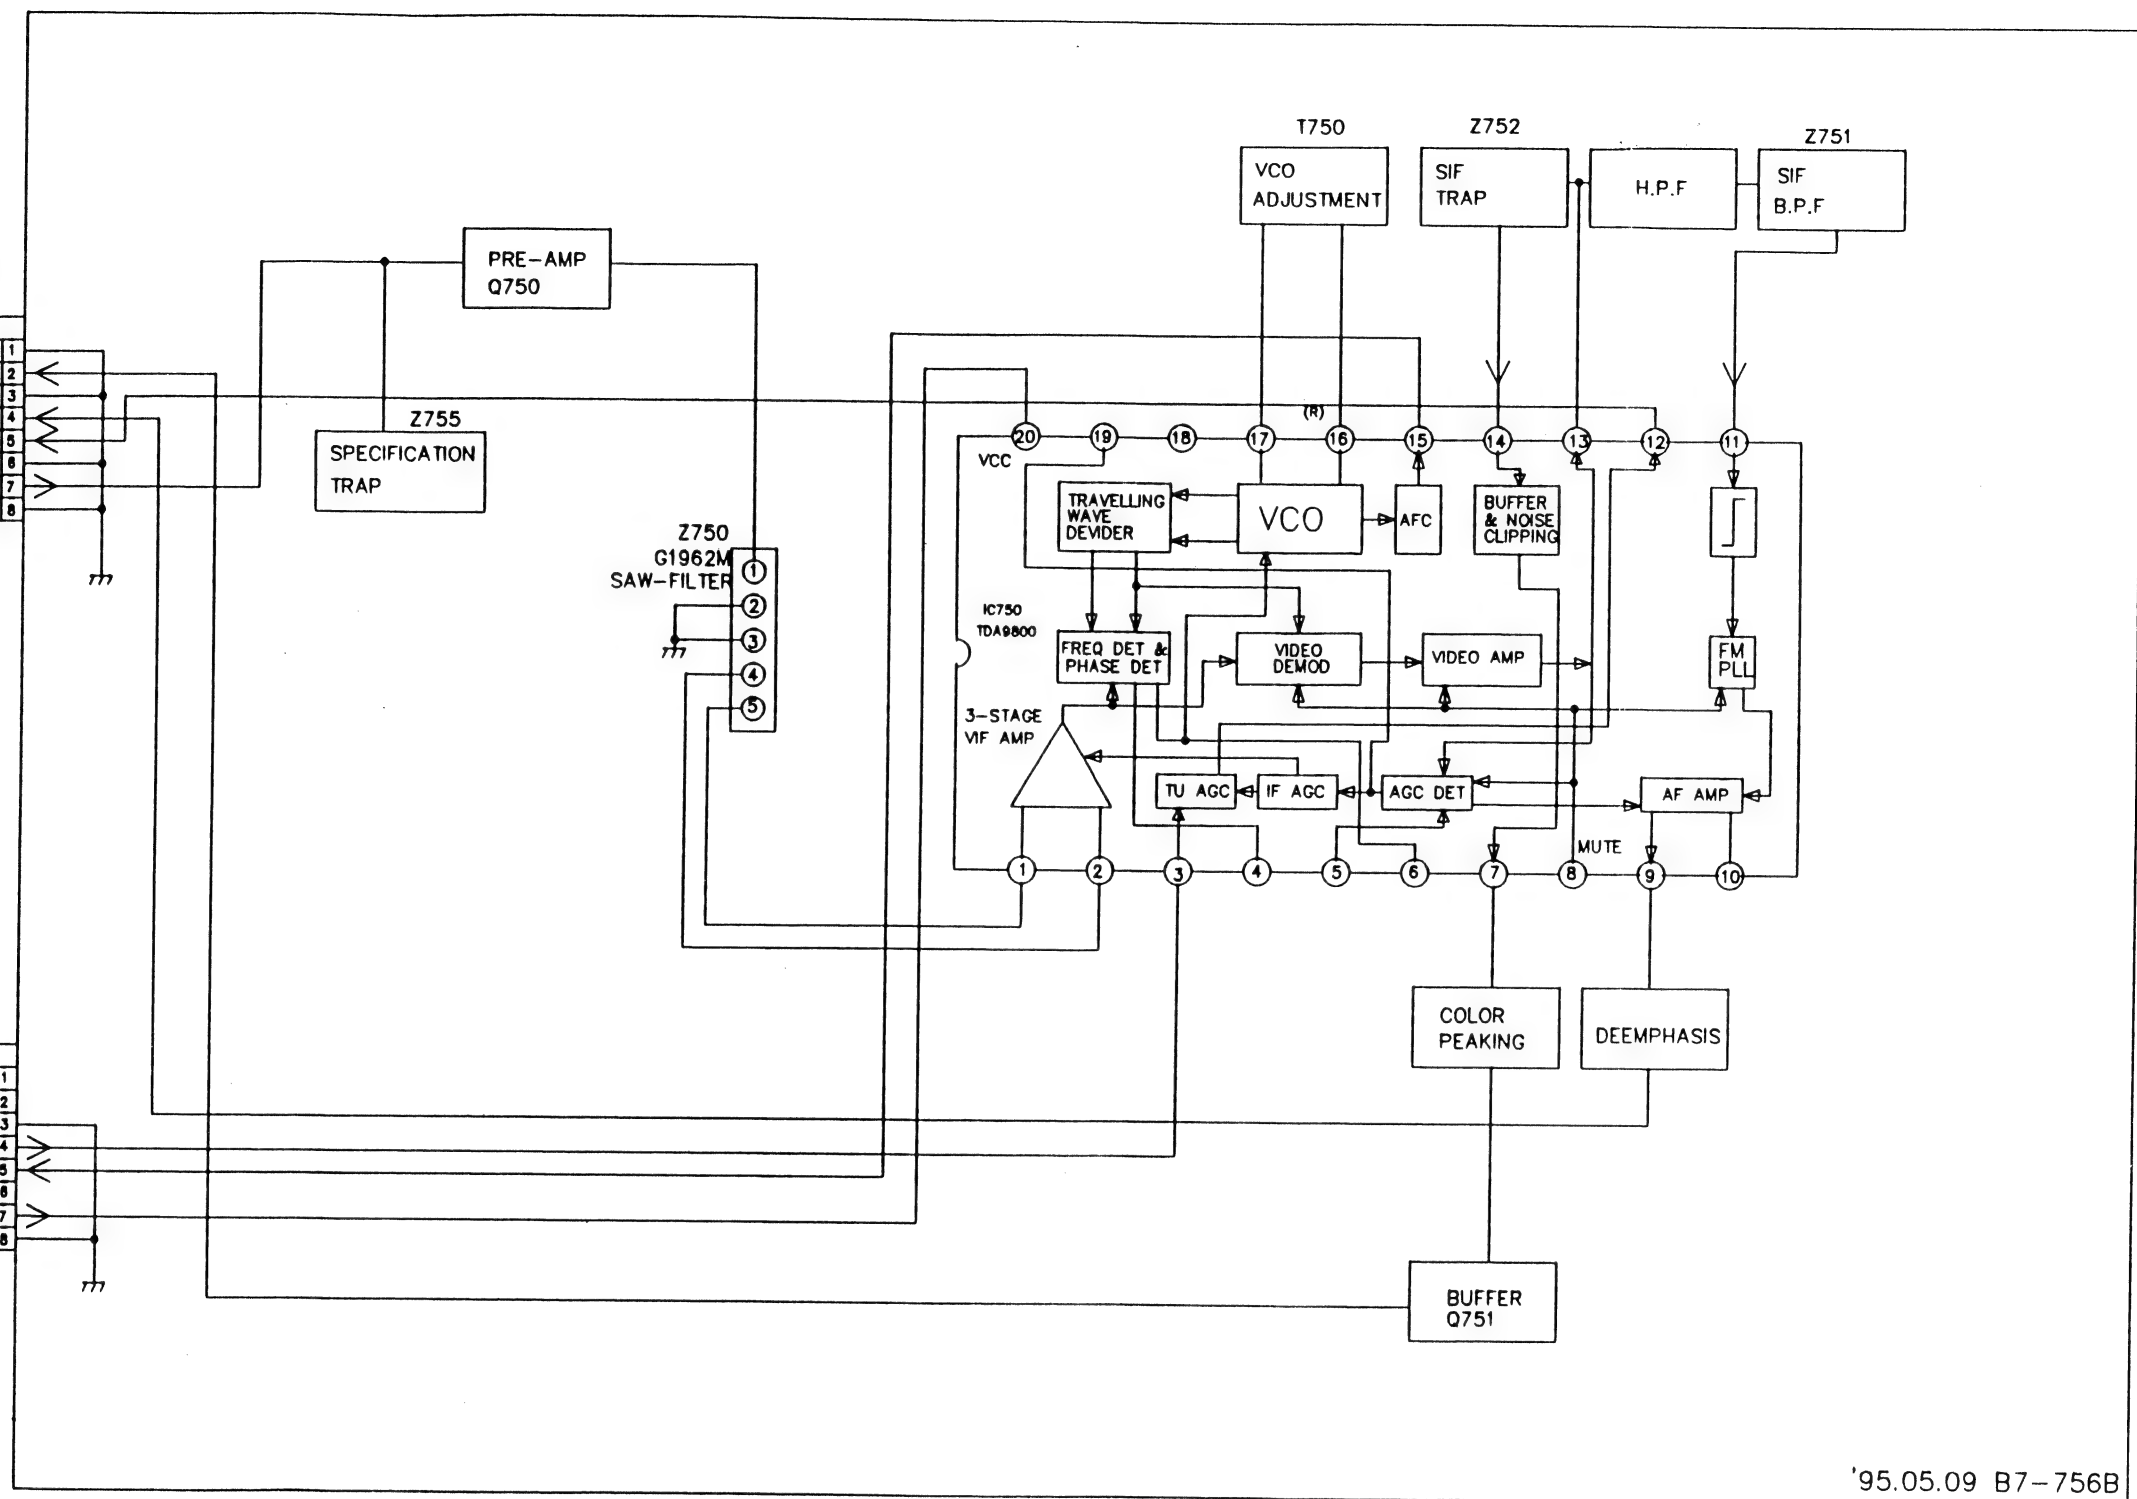 T750
Z752
Z751
VCO
ADJUSTMENT
SIF
TRAP
H.P.F
SIF
B.P.F
PRE-AMP
Q750
1
2
3
4
5
6
7
8
Z755
SPECIFICATION
TRAP
(R)
20
19
18
17
16
15
14
13
12
11
VCC
TRAVELLING
WAVE
DEVIDER
VCO
AFC
BUFFER
& NOISE
CLIPPING
Z750
G1962M
SAW-FILTER
1
2
3
4
5
IC750
TDA9800
FREQ DET &
PHASE DET
VIDEO
DEMOD
VIDEO AMP
FM
PLL
3-STAGE
VIF AMP
TU AGC
IF AGC
AGC DET
AF AMP
MUTE
1
2
3
4
5
6
7
8
9
10
COLOR
PEAKING
DEEMPHASIS
1
2
3
4
5
6
7
8
BUFFER
Q751
'95.05.09 B7-756B